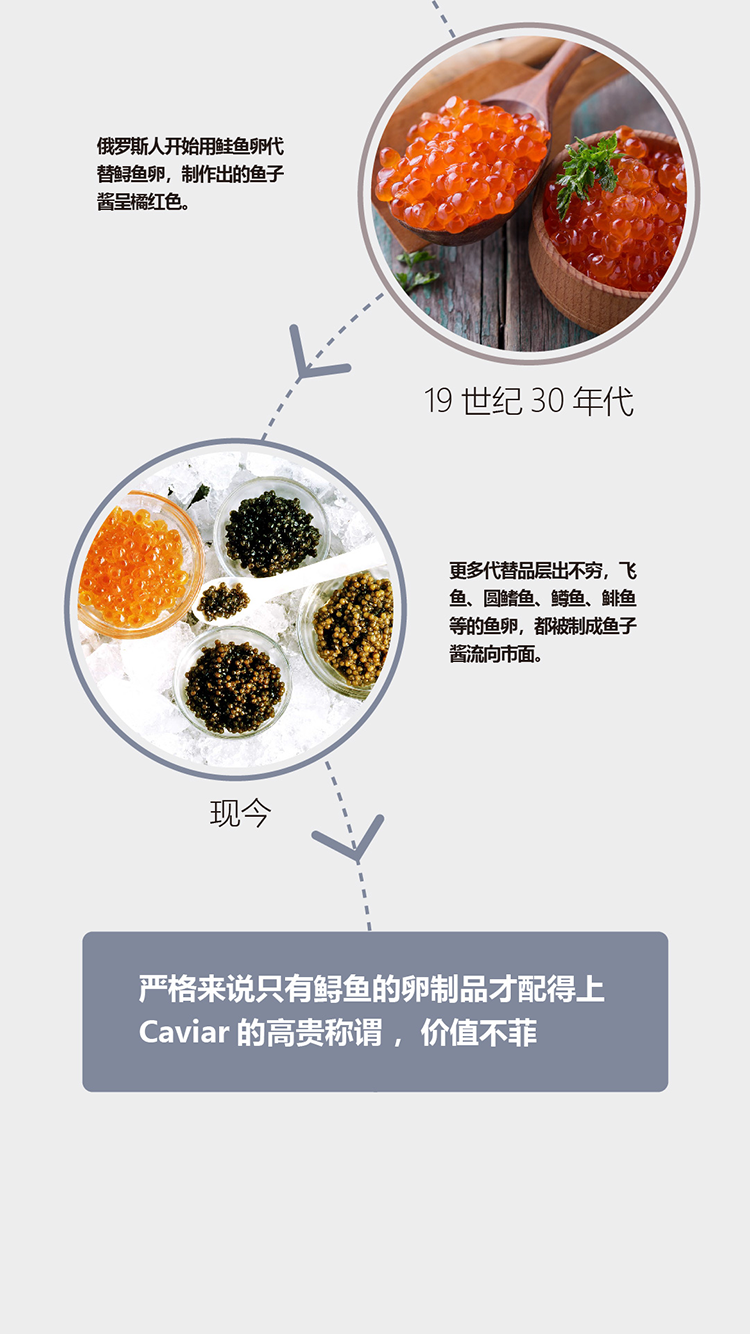 俄罗斯人开始用鲑鱼卵代
替鲟鱼卵，制作出的鱼子
酱呈橘红色。
19 世纪 30 年代
更多代替品层出不穷，飞
鱼、圆鳍鱼、鳟鱼、鲱鱼
等的鱼卵，都被制成鱼子
酱流向市面。
现今
严格来说只有鲟鱼的卵制品才配得上
Caviar 的高贵称谓 ，价值不菲